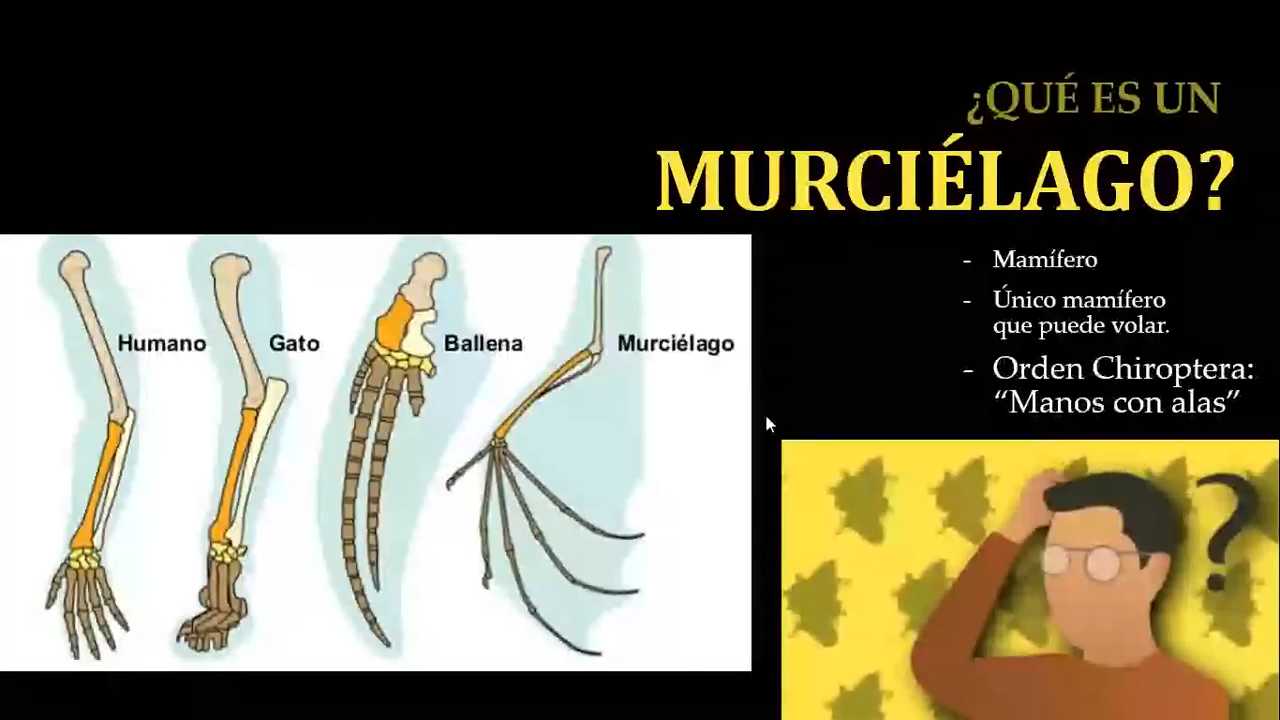 ¿QUÉ ES UN
MURCIÉLAGO?
- Mamífero
- Único mamífero
que puede volar.
- Orden Chiroptera:
“Manos con alas”
Humano
Gato
Ballena
Murciélago
?